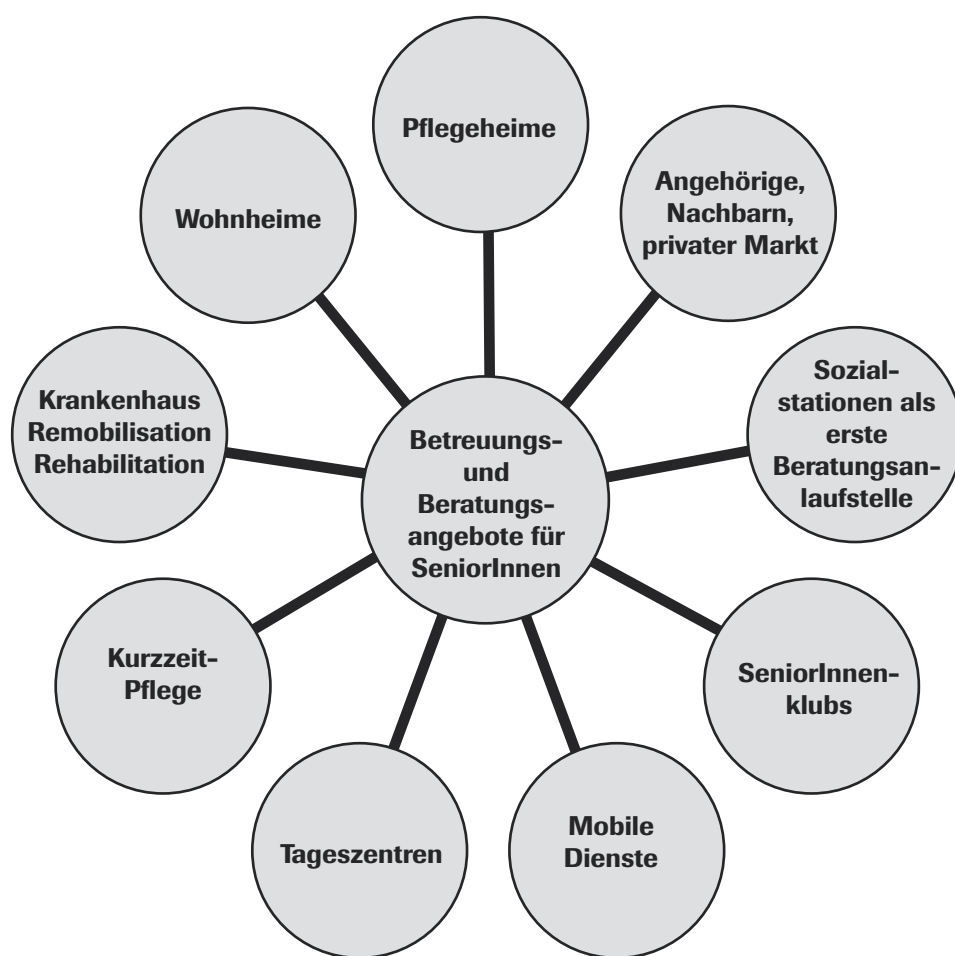 Pflegeheime
Angehörige,
Nachbarn,
privater Markt
Wohnheime
Sozial-
stationen als
erste
Beratungsan-
laufstelle
Krankenhaus
Remobilisation
Rehabilitation
Betreuungs-
und
Beratungs-
angebote für
SeniorInnen
Kurzzeit-
Pflege
SeniorInnen-
klubs
Tageszentren
Mobile
Dienste